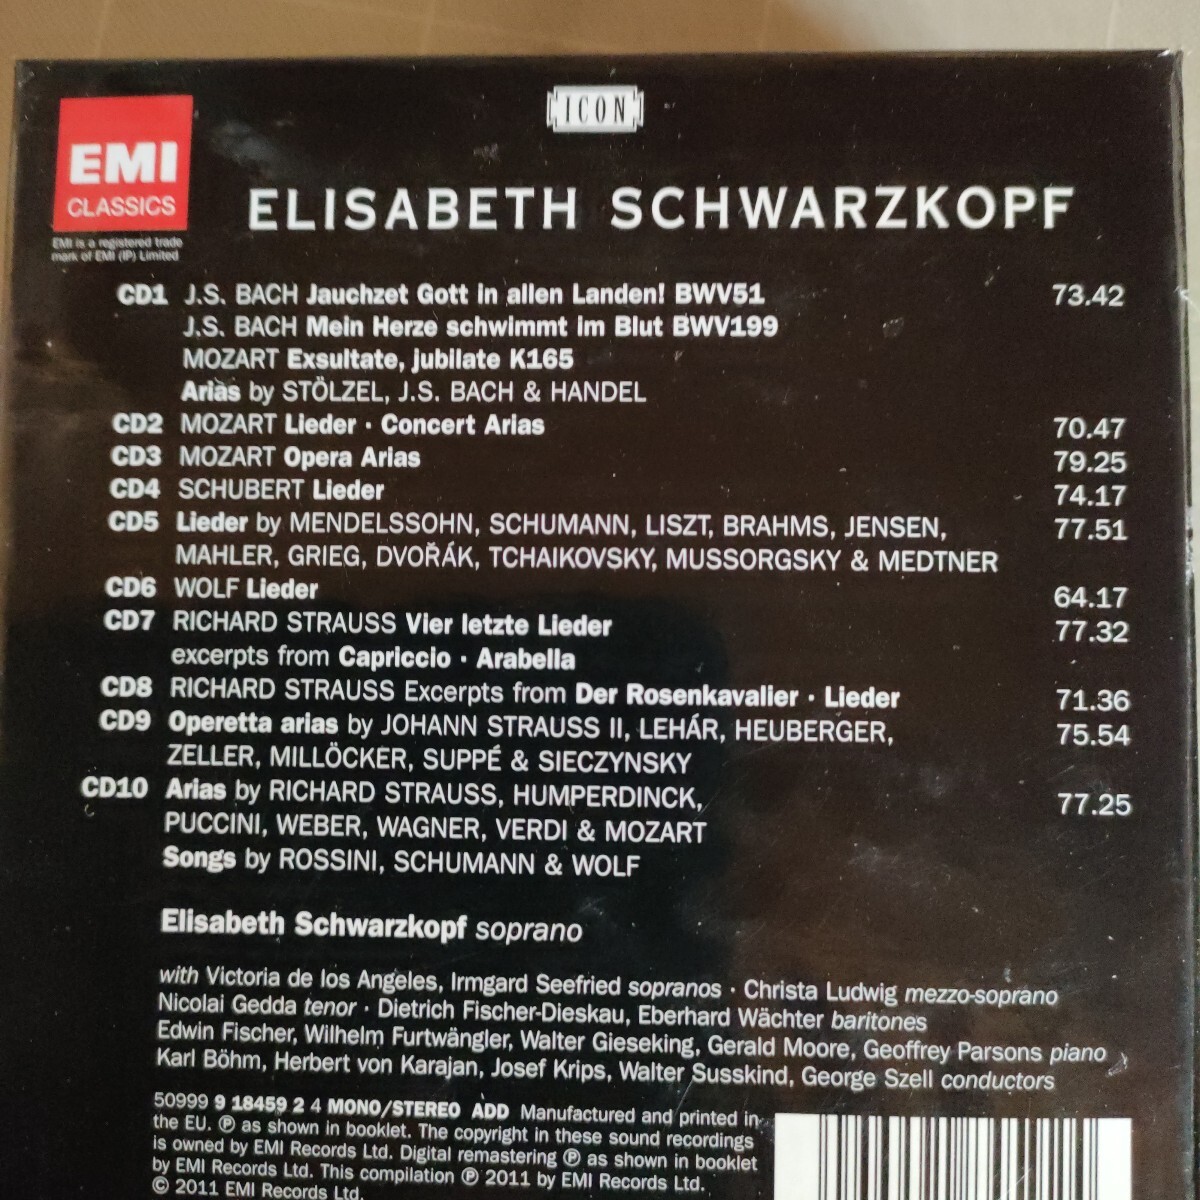 ICON
EMI
CLASSICS
EMI is a registered trade
mark of EMI (IP) Limited
ELISABETH SCHWARZKOPF
CD1 J.S. BACH Jauchzet Gott in allen Landen! BWV51 73.42
J.S. BACH Mein Herze schwimmt im Blut BWV199
MOZART Exsultate, jubilate K165
Arias by STÖLZEL, J.S. BACH & HANDEL
CD2 MOZART Lieder · Concert Arias 70.47
CD3 MOZART Opera Arias 79.25
CD4 SCHUBERT Lieder 74.17
CD5 Lieder by MENDELSSOHN, SCHUMANN, LISZT, BRAHMS, JENSEN, 77.51
MAHLER, GRIEG, DVOŘÁK, TCHAIKOVSKY, MUSSORGSKY & MEDTNER
CD6 WOLF Lieder 64.17
CD7 RICHARD STRAUSS Vier letzte Lieder 77.32
excerpts from Capriccio · Arabella
CD8 RICHARD STRAUSS Excerpts from Der Rosenkavalier · Lieder 71.36
CD9 Operetta arias by JOHANN STRAUSS II, LEHÁR, HEUBERGER, 75.54
ZELLER, MILLÖCKER, SUPPÉ & SIECZYNSKY
CD10 Arias by RICHARD STRAUSS, HUMPERDINCK, 77.25
PUCCINI, WEBER, WAGNER, VERDI & MOZART
Songs by ROSSINI, SCHUMANN & WOLF
Elisabeth Schwarzkopf soprano
with Victoria de los Angeles, Irmgard Seefried sopranos · Christa Ludwig mezzo-soprano
Nicolai Gedda tenor · Dietrich Fischer-Dieskau, Eberhard Wächter baritones
Edwin Fischer, Wilhelm Furtwängler, Walter Gieseking, Gerald Moore, Geoffrey Parsons piano
Karl Böhm, Herbert von Karajan, Josef Krips, Walter Susskind, George Szell conductors
50999 9 18459 2 4 MONO/STEREO ADD Manufactured and printed in
the EU. ℗ as shown in booklet. The copyright in these sound recordings
is owned by EMI Records Ltd. Digital remastering ℗ as shown in booklet
by EMI Records Ltd. This compilation ℗ 2011 by EMI Records Ltd.
© 2011 EMI Records Ltd.